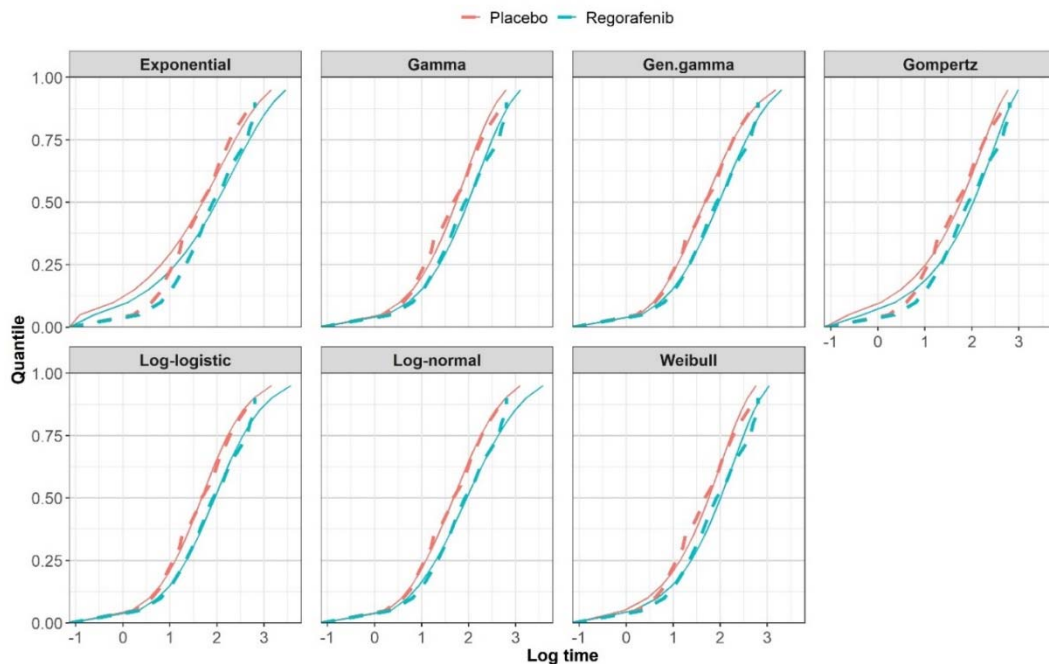 Placebo Regorafenib
Exponential Gamma Gen.gamma Gompertz
1.00
0.75
0.50
0.25
0.00
-1 0 1 2 3
Log-logistic Log-normal Weibull
1.00
0.75
0.50
0.25
0.00
-1 0 1 2 3 -1 0 1 2 3 -1 0 1 2 3
Quantile
Log time